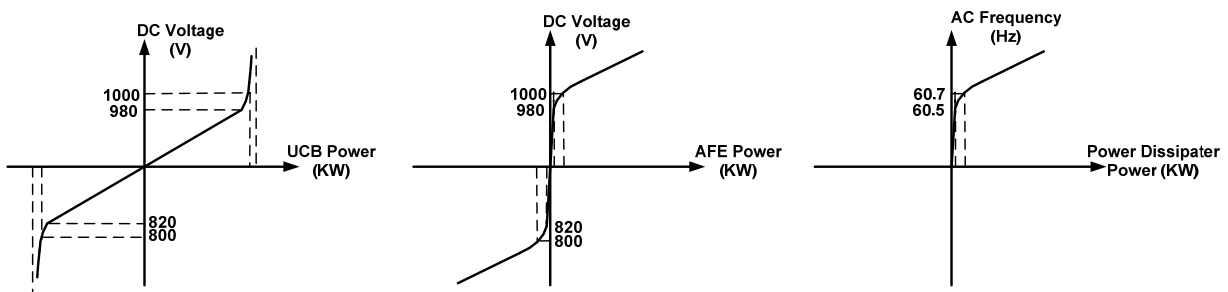 DC Voltage
(V)
1000
980
UCB Power
(KW)
820
800
DC Voltage
(V)
1000
980
AFE Power
(KW)
820
800
AC Frequency
(Hz)
60.7
60.5
Power Dissipater
Power (KW)